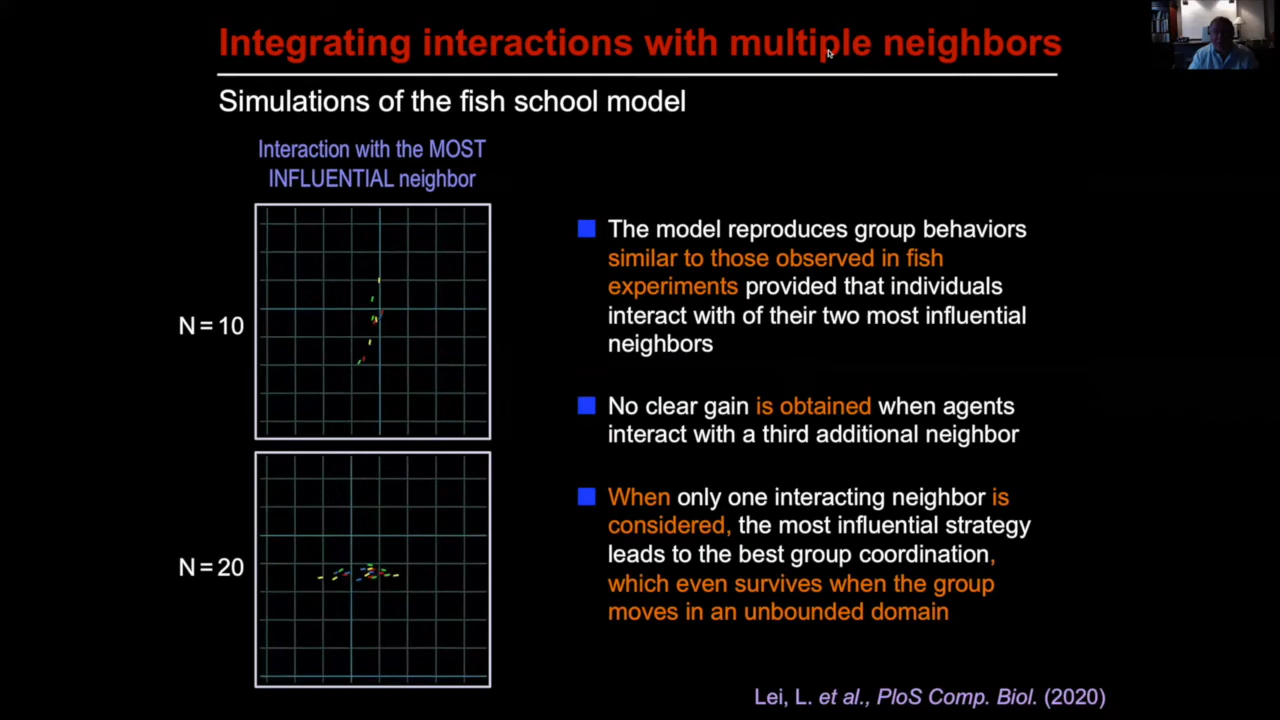 Integrating interactions with multiple neighbors
Simulations of the fish school model
Interaction with the MOST
INFLUENTIAL neighbor
N = 10
N = 20
The model reproduces group behaviors
similar to those observed in fish
experiments provided that individuals
interact with of their two most influential
neighbors
No clear gain is obtained when agents
interact with a third additional neighbor
When only one interacting neighbor is
considered, the most influential strategy
leads to the best group coordination,
which even survives when the group
moves in an unbounded domain
Lei, L. et al., PloS Comp. Biol. (2020)